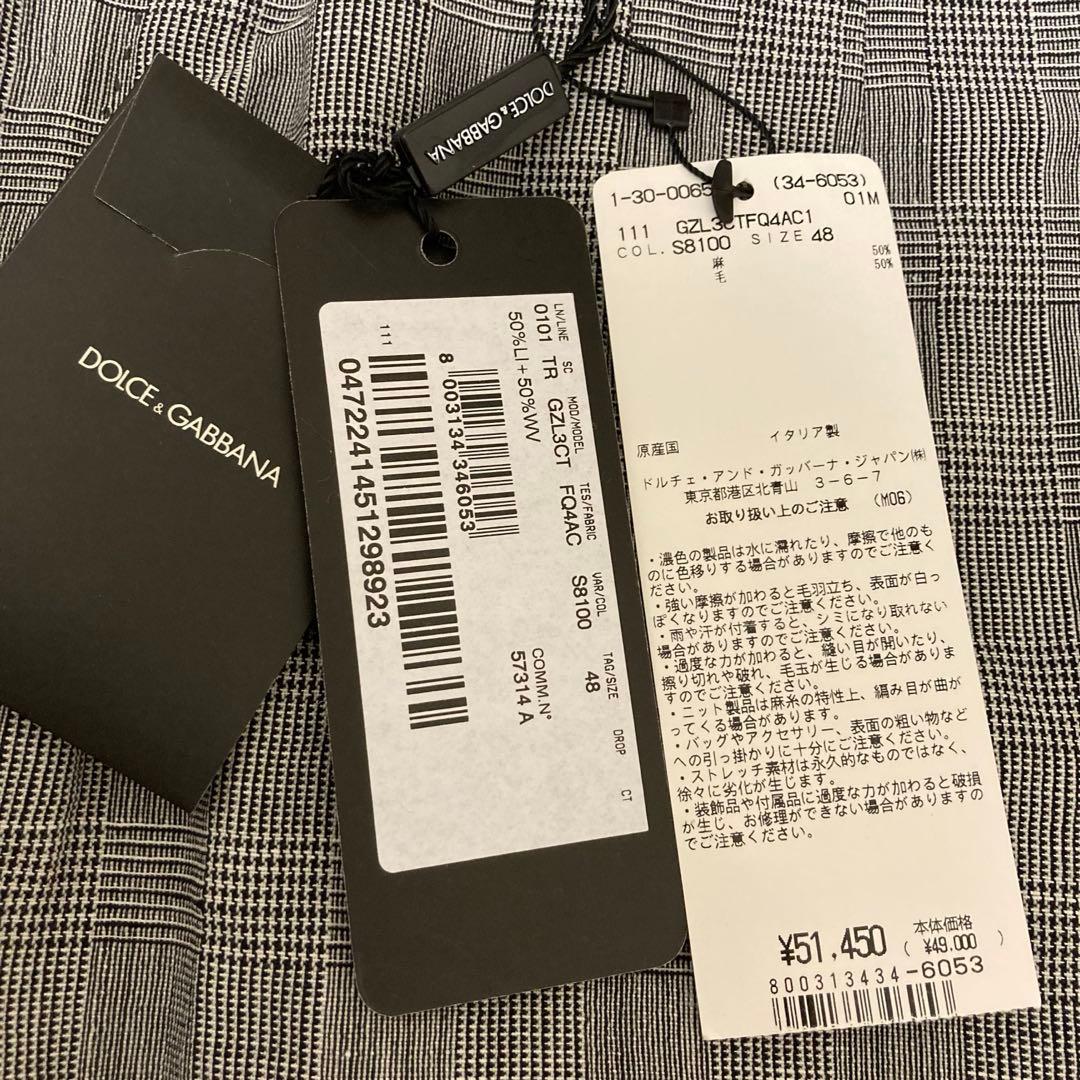 DOLCE & GABBANA
DOLCE & GABBANA
LN/LINE SC MOD/MODEL TES/FABRIC VAR/COL TAG/SIZE DROP CT
0101 TR GZL3CT FQ4AC S8100 48
50%LI+50%WV
COMM.N°
57314 A
8 003134 346053
111
0472241451298923
1-30-0065 (34-6053)
01M
111 GZL3CTFQ4AC1
COL. S8100 SIZE 48
麻 50%
毛 50%
原産国 イタリア製
ドルチェ・アンド・ガッバーナ・ジャパン㈱
東京都港区北青山 3-6-7
お取り扱い上のご注意 (M06)
・濃色の製品は水に濡れたり、摩擦で他のも
のに色移りする場合がありますのでご注意く
ださい。
・強い摩擦が加わると毛羽立ち、表面が白っ
ぽくなりますのでご注意ください。
・雨や汗が付着すると、シミになり取れない
場合がありますのでご注意ください。
・過度な力が加わると、縫い目が開いたり、
擦り切れや破れ、毛玉が生じる場合がありま
すのでご注意ください。
・ニット製品は麻糸の特性上、編み目が曲が
ってくる場合があります。
・バッグやアクセサリー、表面の粗い物など
への引っ掛かりに十分にご注意ください。
・ストレッチ素材は永久的なものではなく、
徐々に劣化が生じます。
・装飾品や付属品に過度な力が加わると破損
が生じ、お修理ができない場合がありますの
でご注意ください。
本体価格
¥51,450 ( ¥49,000 )
800313434-6053